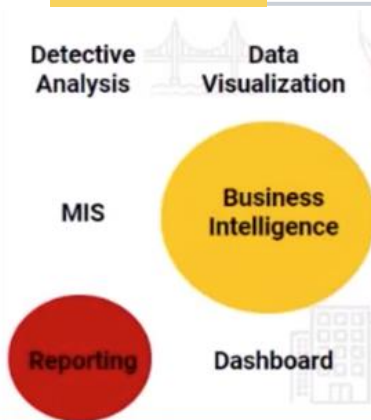 Detective
Analysis
Data
Visualization
MIS
Business
Intelligence
Reporting
Dashboard